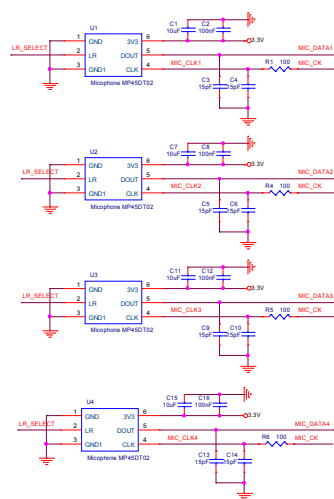 U1
C1 C2
10uF 100nF
1 GND 3V3 6
3.3V
LR_SELECT 2 LR DOUT 5 MIC_DATA1
3 GND1 CLK 4 MIC_CLK1 R1 100 MIC_CK
Micophone MP45DT02
C3 C4
15pF 15pF
U2
C7 C8
10uF 100nF
1 GND 3V3 6
3.3V
LR_SELECT 2 LR DOUT 5 MIC_DATA2
3 GND1 CLK 4 MIC_CLK2 R4 100 MIC_CK
Micophone MP45DT02
C5 C6
15pF 15pF
U3
C11 C12
10uF 100nF
1 GND 3V3 6
3.3V
LR_SELECT 2 LR DOUT 5 MIC_DATA3
3 GND1 CLK 4 MIC_CLK3 R5 100 MIC_CK
Micophone MP45DT02
C9 C10
15pF 15pF
U4
C15 C16
10uF 100nF
1 GND 3V3 6
3.3V
LR_SELECT 2 LR DOUT 5 MIC_DATA4
3 GND1 CLK 4 MIC_CLK4 R6 100 MIC_CK
Micophone MP45DT02
C13 C14
15pF 15pF